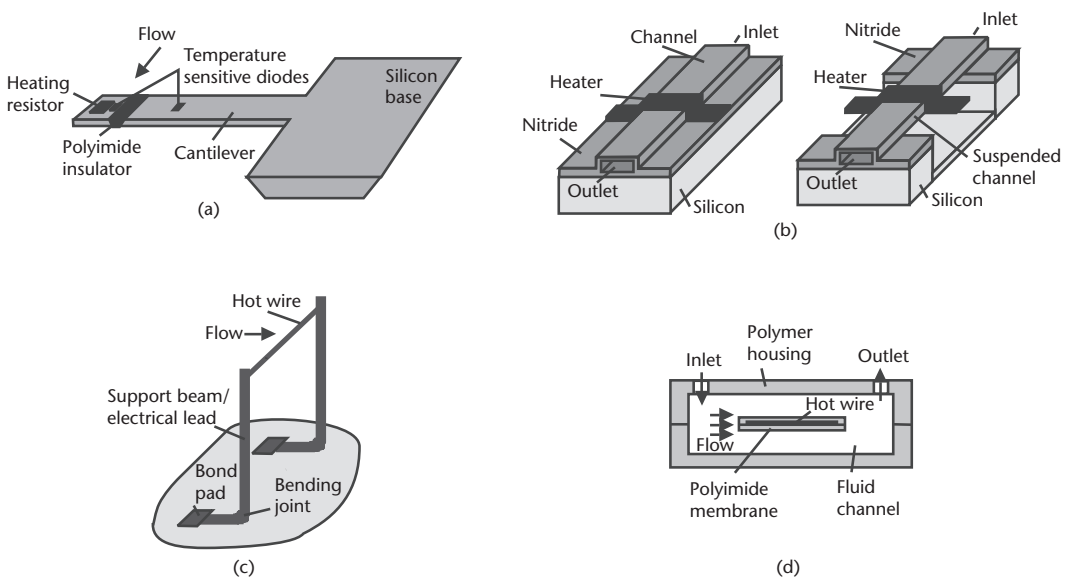 Flow
Temperature
sensitive diodes
Heating
resistor
Silicon
base
Polyimide
insulator
Cantilever
(a)
Channel
Inlet
Heater
Nitride
Outlet
Silicon
Inlet
Nitride
Heater
Suspended
channel
Outlet
Silicon
(b)
Hot wire
Flow
Support beam/
electrical lead
Bond
pad
Bending
joint
(c)
Polymer
housing
Inlet
Outlet
Hot wire
Flow
Polyimide
membrane
Fluid
channel
(d)